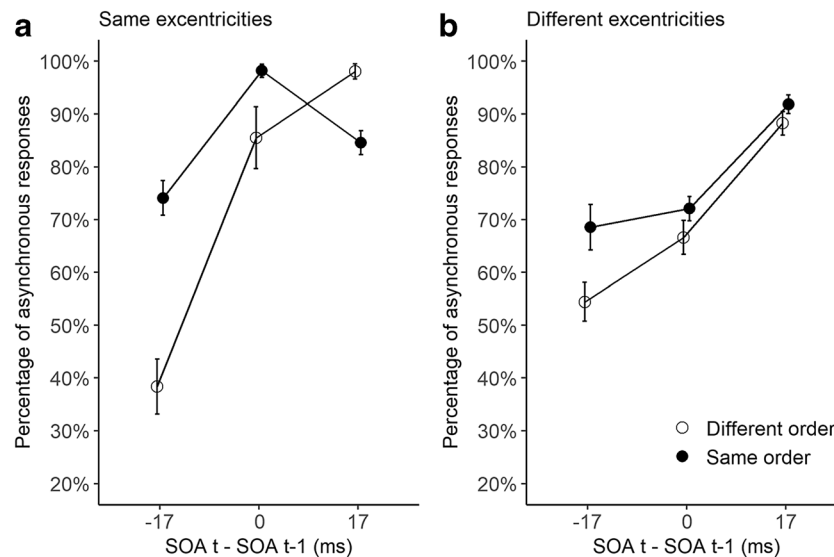 a
Same excentricities
Percentage of asynchronous responses
100%
90%
80%
70%
60%
50%
40%
30%
20%
-17
0
17
SOA t - SOA t-1 (ms)
b
Different excentricities
Percentage of asynchronous responses
100%
90%
80%
70%
60%
50%
40%
30%
20%
Different order
Same order
-17
0
17
SOA t - SOA t-1 (ms)